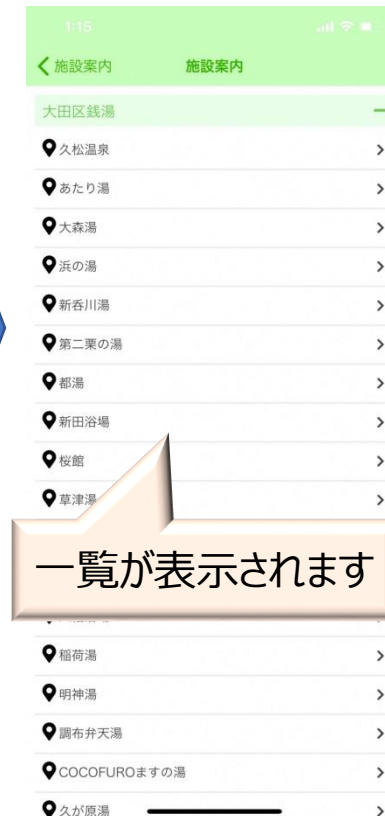 1:15
施設案内
施設案内
大田区銭湯
久松温泉
あたり湯
大森湯
浜の湯
新呑川湯
第二栗の湯
都湯
新田浴場
桜館
草津湯
一覧が表示されます
稲荷湯
明神湯
調布弁天湯
COCOFUROますの湯
久が原湯